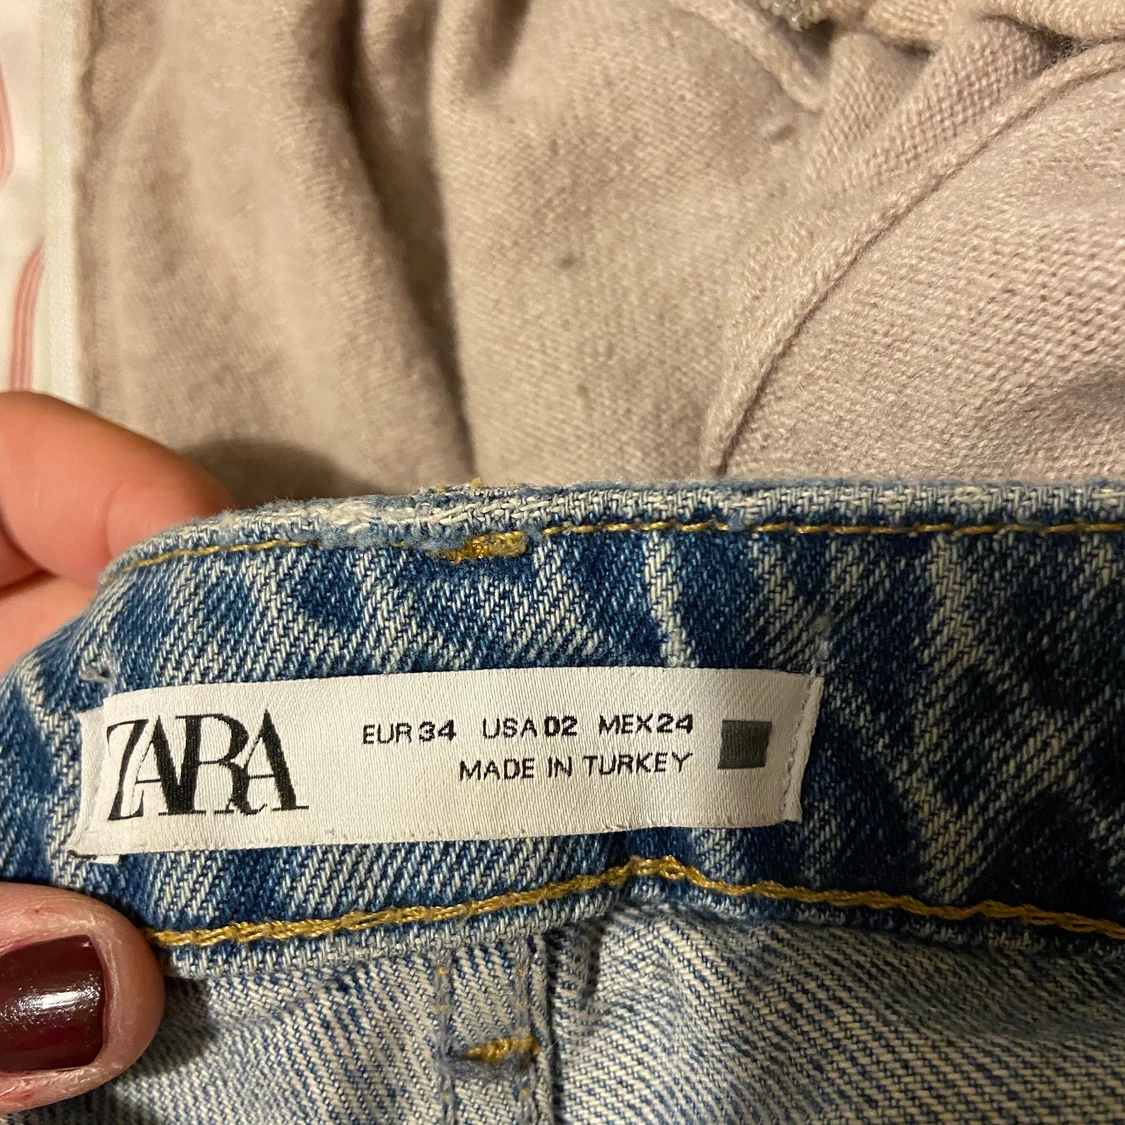 ZARA
EUR 34 USA 02 MEX 24
MADE IN TURKEY